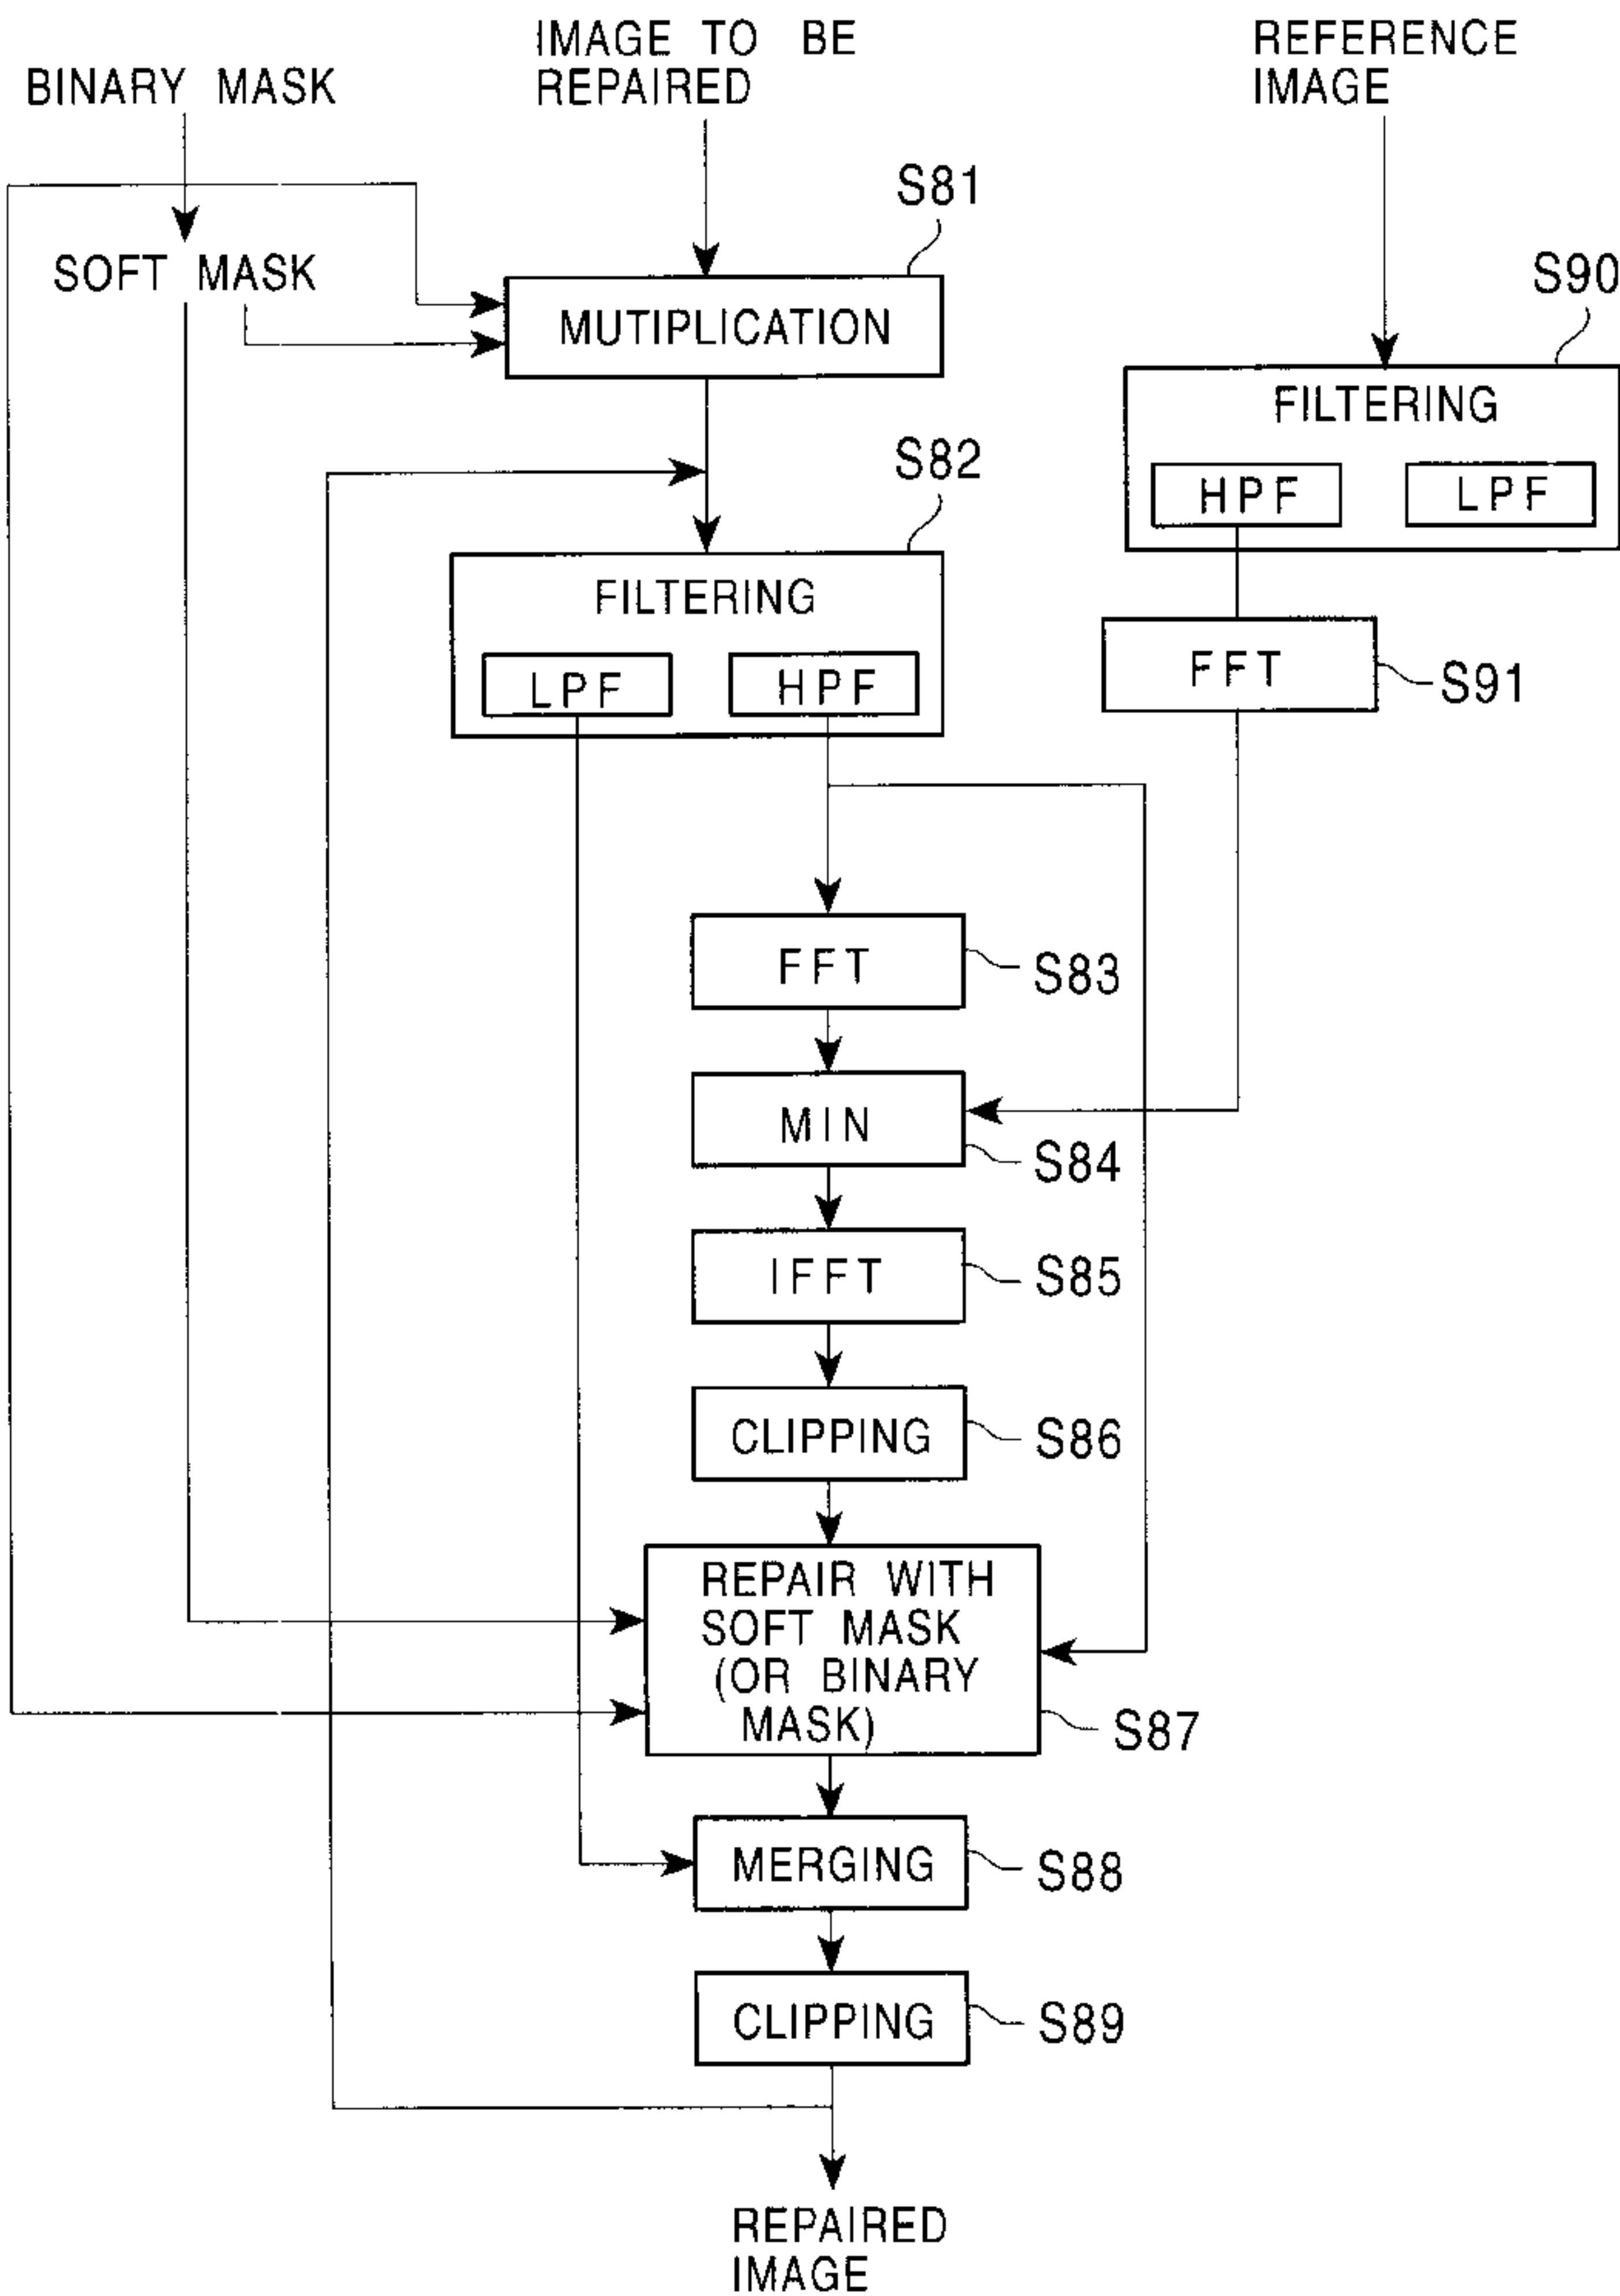 BINARY MASK
IMAGE TO BE
REPAIRED
REFERENCE
IMAGE
S81
SOFT MASK
MUTIPLICATION
S90
FILTERING
HPF
LPF
S82
FILTERING
LPF
HPF
FFT
S91
FFT
S83
MIN
S84
IFFT
S85
CLIPPING
S86
REPAIR WITH
SOFT MASK
(OR BINARY
MASK)
S87
MERGING
S88
CLIPPING
S89
REPAIRED
IMAGE